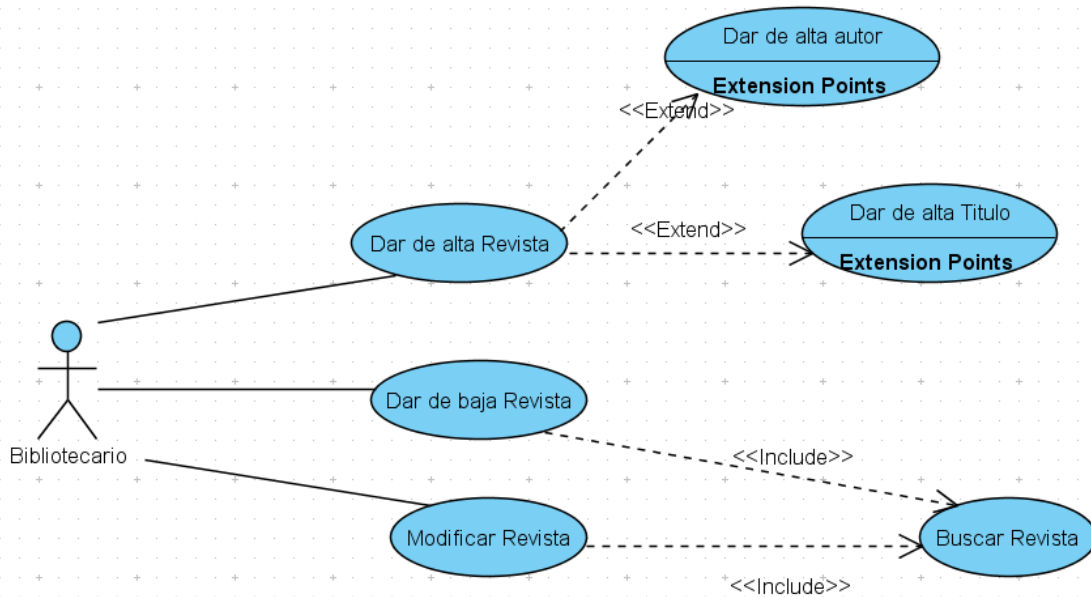 Dar de alta autor
Extension Points
<<Extend>>
Dar de alta Revista
<<Extend>>
Dar de alta Titulo
Extension Points
Bibliotecario
Dar de baja Revista
<<Include>>
Modificar Revista
Buscar Revista
<<Include>>